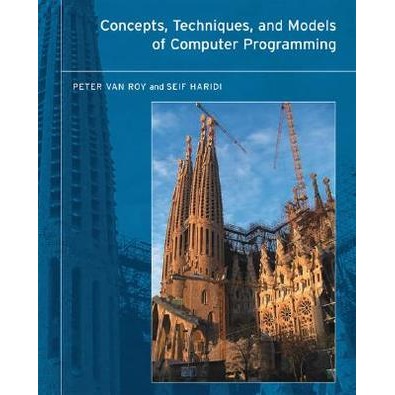 Concepts, Techniques, and Models
of Computer Programming
PETER VAN ROY and SEIF HARIDI